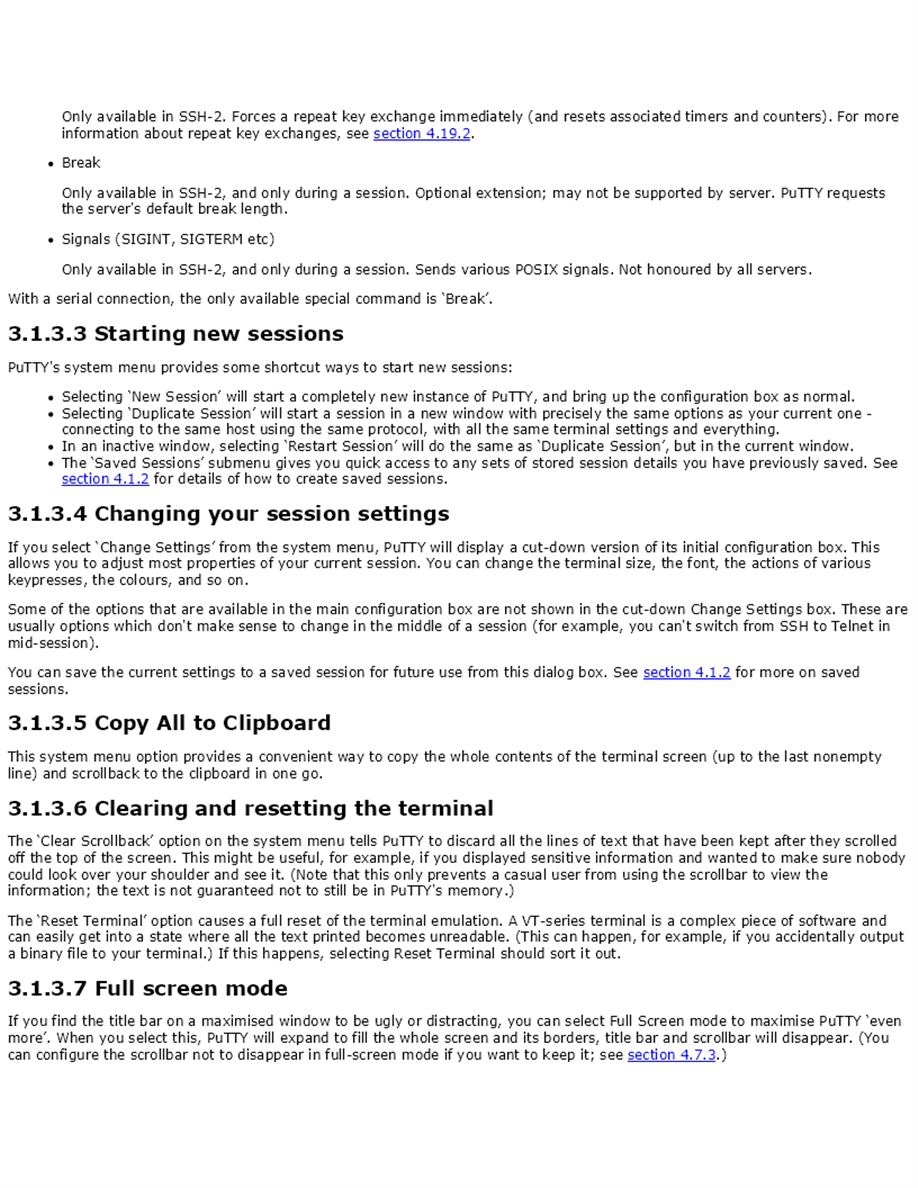 Only available in SSH-2. Forces a repeat key exchange immediately (and resets associated timers and counters). For more
information about repeat key exchanges, see section 4.19.2.
• Break
Only available in SSH-2, and only during a session. Optional extension; may not be supported by server. PuTTY requests
the server's default break length.
• Signals (SIGINT, SIGTERM etc)
Only available in SSH-2, and only during a session. Sends various POSIX signals. Not honoured by all servers.
With a serial connection, the only available special command is ‘Break’.
3.1.3.3 Starting new sessions
PuTTY's system menu provides some shortcut ways to start new sessions:
• Selecting ‘New Session’ will start a completely new instance of PuTTY, and bring up the configuration box as normal.
• Selecting ‘Duplicate Session’ will start a session in a new window with precisely the same options as your current one -
connecting to the same host using the same protocol, with all the same terminal settings and everything.
• In an inactive window, selecting ‘Restart Session’ will do the same as ‘Duplicate Session’, but in the current window.
• The ‘Saved Sessions’ submenu gives you quick access to any sets of stored session details you have previously saved. See
section 4.1.2 for details of how to create saved sessions.
3.1.3.4 Changing your session settings
If you select ‘Change Settings’ from the system menu, PuTTY will display a cut-down version of its initial configuration box. This
allows you to adjust most properties of your current session. You can change the terminal size, the font, the actions of various
keypresses, the colours, and so on.
Some of the options that are available in the main configuration box are not shown in the cut-down Change Settings box. These are
usually options which don't make sense to change in the middle of a session (for example, you can't switch from SSH to Telnet in
mid-session).
You can save the current settings to a saved session for future use from this dialog box. See section 4.1.2 for more on saved
sessions.
3.1.3.5 Copy All to Clipboard
This system menu option provides a convenient way to copy the whole contents of the terminal screen (up to the last nonempty
line) and scrollback to the clipboard in one go.
3.1.3.6 Clearing and resetting the terminal
The ‘Clear Scrollback’ option on the system menu tells PuTTY to discard all the lines of text that have been kept after they scrolled
off the top of the screen. This might be useful, for example, if you displayed sensitive information and wanted to make sure nobody
could look over your shoulder and see it. (Note that this only prevents a casual user from using the scrollbar to view the
information; the text is not guaranteed not to still be in PuTTY's memory.)
The ‘Reset Terminal’ option causes a full reset of the terminal emulation. A VT-series terminal is a complex piece of software and
can easily get into a state where all the text printed becomes unreadable. (This can happen, for example, if you accidentally output
a binary file to your terminal.) If this happens, selecting Reset Terminal should sort it out.
3.1.3.7 Full screen mode
If you find the title bar on a maximised window to be ugly or distracting, you can select Full Screen mode to maximise PuTTY ‘even
more’. When you select this, PuTTY will expand to fill the whole screen and its borders, title bar and scrollbar will disappear. (You
can configure the scrollbar not to disappear in full-screen mode if you want to keep it; see section 4.7.3.)